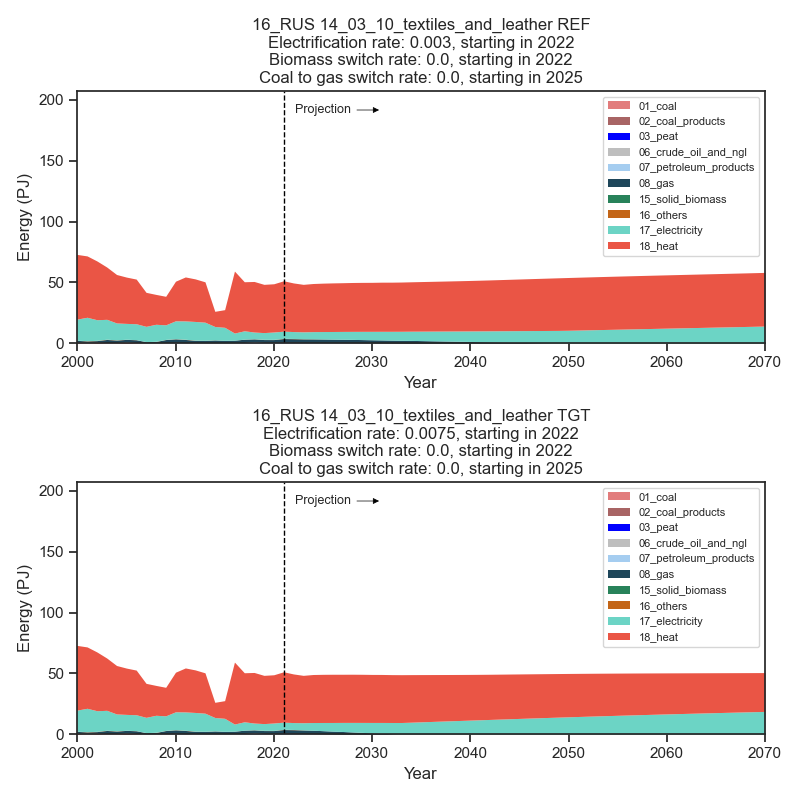 16_RUS 14_03_10_textiles_and_leather REF
Electrification rate: 0.003, starting in 2022
Biomass switch rate: 0.0, starting in 2022
Coal to gas switch rate: 0.0, starting in 2025
200
150
100
50
0
Energy (PJ)
Projection
01_coal
02_coal_products
03_peat
06_crude_oil_and_ngl
07_petroleum_products
08_gas
15_solid_biomass
16_others
17_electricity
18_heat
2000 2010 2020 2030 2040 2050 2060 2070
Year
16_RUS 14_03_10_textiles_and_leather TGT
Electrification rate: 0.0075, starting in 2022
Biomass switch rate: 0.0, starting in 2022
Coal to gas switch rate: 0.0, starting in 2025
200
150
100
50
0
Energy (PJ)
Projection
01_coal
02_coal_products
03_peat
06_crude_oil_and_ngl
07_petroleum_products
08_gas
15_solid_biomass
16_others
17_electricity
18_heat
2000 2010 2020 2030 2040 2050 2060 2070
Year